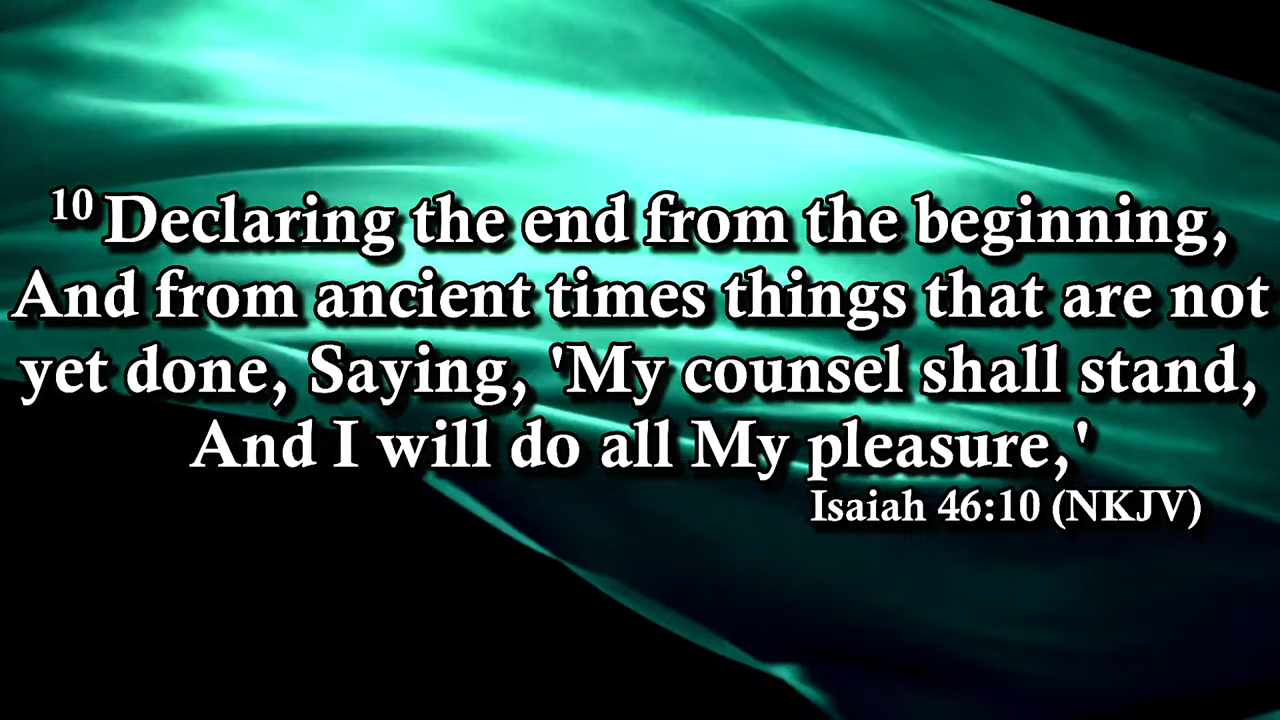 10 Declaring the end from the beginning,
And from ancient times things that are not
yet done, Saying, 'My counsel shall stand,
And I will do all My pleasure,'
Isaiah 46:10 (NKJV)